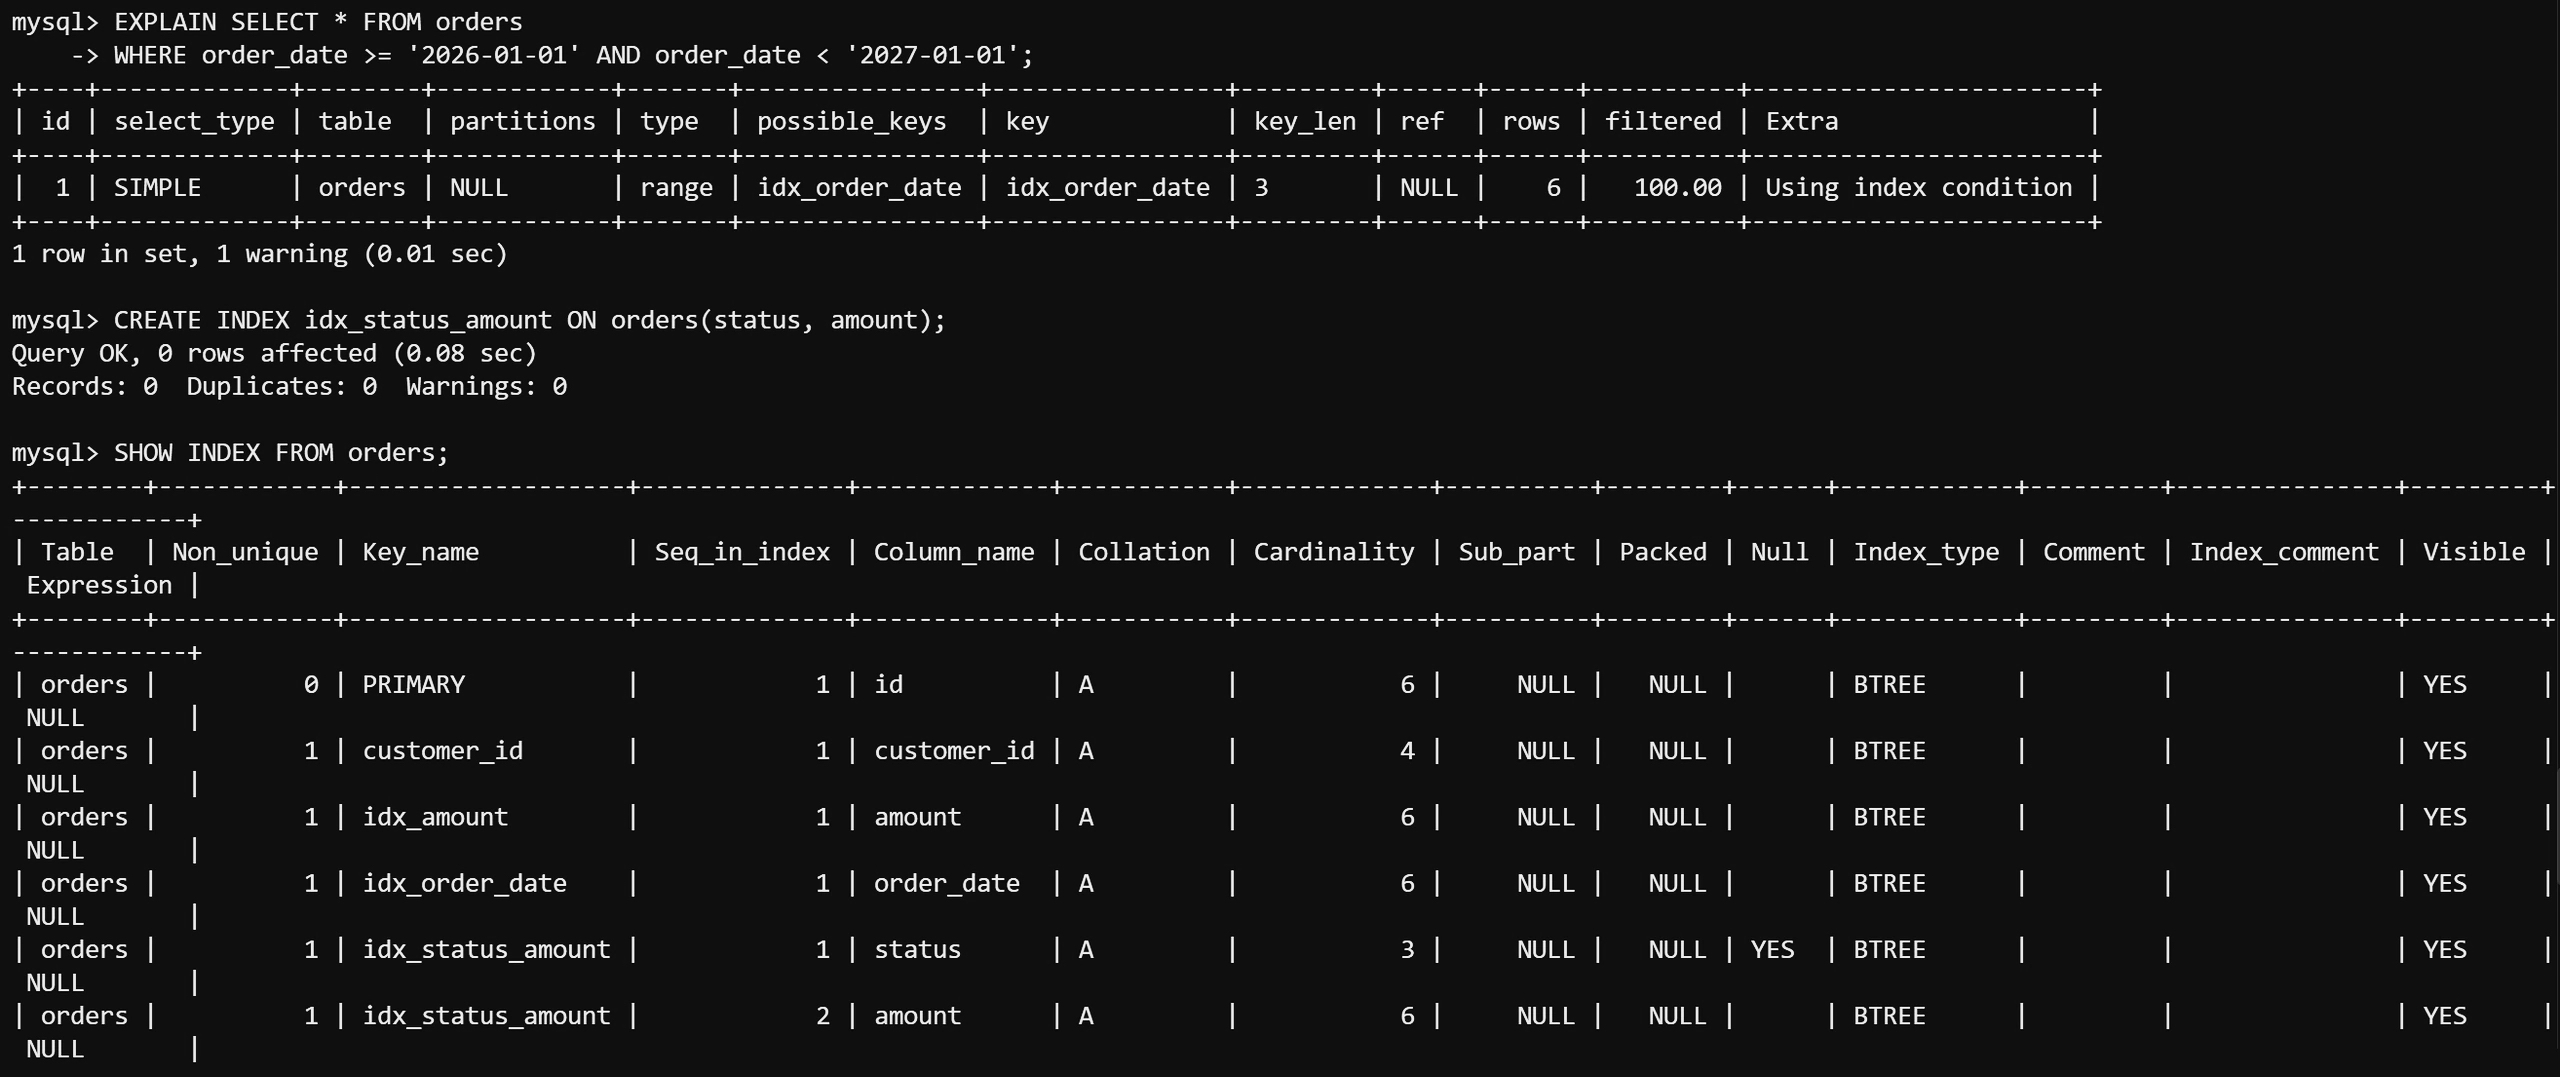 mysql> EXPLAIN SELECT * FROM orders
    -> WHERE order_date >= '2026-01-01' AND order_date < '2027-01-01';
+----+-------------+--------+------------+-------+----------------+----------------+---------+------+------+----------+-----------------------+
| id | select_type | table  | partitions | type  | possible_keys  | key            | key_len | ref  | rows | filtered | Extra                 |
+----+-------------+--------+------------+-------+----------------+----------------+---------+------+------+----------+-----------------------+
|  1 | SIMPLE      | orders | NULL       | range | idx_order_date | idx_order_date | 3       | NULL |    6 |   100.00 | Using index condition |
+----+-------------+--------+------------+-------+----------------+----------------+---------+------+------+----------+-----------------------+
1 row in set, 1 warning (0.01 sec)

mysql> CREATE INDEX idx_status_amount ON orders(status, amount);
Query OK, 0 rows affected (0.08 sec)
Records: 0  Duplicates: 0  Warnings: 0

mysql> SHOW INDEX FROM orders;
+--------+------------+-------------------+--------------+-------------+-----------+-------------+----------+--------+------+------------+---------+---------------+---------+
------------+
| Table  | Non_unique | Key_name          | Seq_in_index | Column_name | Collation | Cardinality | Sub_part | Packed | Null | Index_type | Comment | Index_comment | Visible |
 Expression |
+--------+------------+-------------------+--------------+-------------+-----------+-------------+----------+--------+------+------------+---------+---------------+---------+
------------+
| orders |          0 | PRIMARY           |            1 | id          | A         |           6 |     NULL |   NULL |      | BTREE      |         |               | YES     |
 NULL       |
| orders |          1 | customer_id       |            1 | customer_id | A         |           4 |     NULL |   NULL |      | BTREE      |         |               | YES     |
 NULL       |
| orders |          1 | idx_amount        |            1 | amount      | A         |           6 |     NULL |   NULL |      | BTREE      |         |               | YES     |
 NULL       |
| orders |          1 | idx_order_date    |            1 | order_date  | A         |           6 |     NULL |   NULL |      | BTREE      |         |               | YES     |
 NULL       |
| orders |          1 | idx_status_amount |            1 | status      | A         |           3 |     NULL |   NULL | YES  | BTREE      |         |               | YES     |
 NULL       |
| orders |          1 | idx_status_amount |            2 | amount      | A         |           6 |     NULL |   NULL |      | BTREE      |         |               | YES     |
 NULL       |